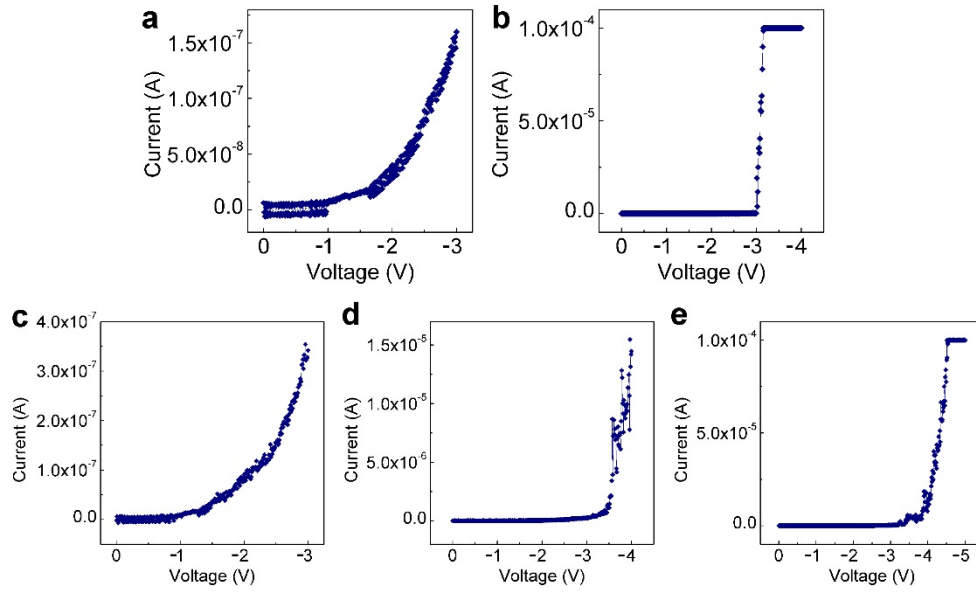 a
Current (A)
1.5x10⁻⁷
1.0x10⁻⁷
5.0x10⁻⁸
0.0
0 -1 -2 -3
Voltage (V)
b
Current (A)
1.0x10⁻⁴
5.0x10⁻⁵
0.0
0 -1 -2 -3 -4
Voltage (V)
c
Current (A)
4.0x10⁻⁷
3.0x10⁻⁷
2.0x10⁻⁷
1.0x10⁻⁷
0.0
0 -1 -2 -3
Voltage (V)
d
Current (A)
1.5x10⁻⁵
1.0x10⁻⁵
5.0x10⁻⁶
0.0
0 -1 -2 -3 -4
Voltage (V)
e
Current (A)
1.0x10⁻⁴
5.0x10⁻⁵
0.0
0 -1 -2 -3 -4 -5
Voltage (V)